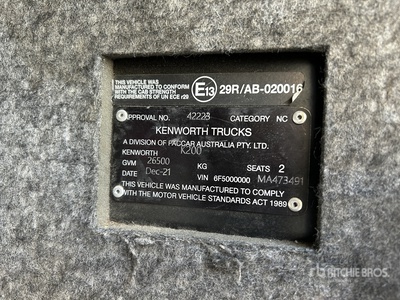 THIS VEHICLE WAS
MANUFACTURED TO CONFORM
WITH THE CAB STRENGTH
REQUIREMENTS OF UN ECE r29
E13 29R/AB-020016
APPROVAL NO. 42223 CATEGORY NC
KENWORTH TRUCKS
A DIVISION OF PACCAR AUSTRALIA PTY. LTD.
KENWORTH K200
GVM 26500 KG SEATS 2
DATE Dec-21 VIN 6F5000000 MA473491
THIS VEHICLE WAS MANUFACTURED TO COMPLY
WITH THE MOTOR VEHICLE STANDARDS ACT 1989
rb
RITCHIE BROS.